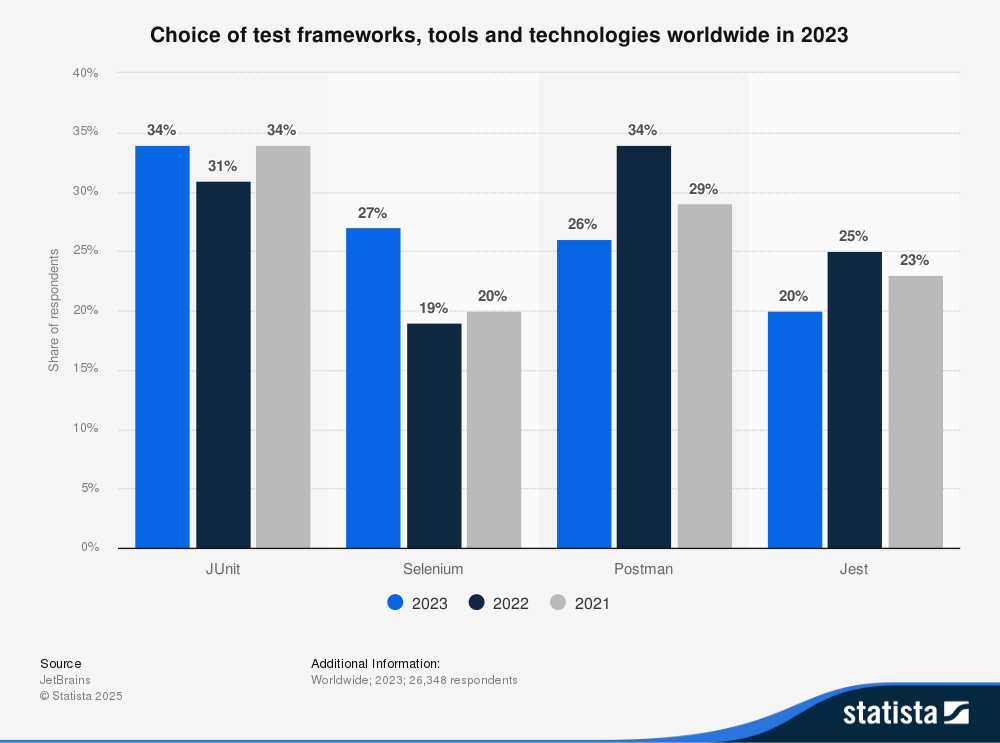 Choice of test frameworks, tools and technologies worldwide in 2023
Share of respondents
40%
35%
30%
25%
20%
15%
10%
5%
0%
34%
31%
34%
27%
19%
20%
26%
34%
29%
20%
25%
23%
JUnit
Selenium
Postman
Jest
2023
2022
2021
Source
JetBrains
© Statista 2025
Additional Information:
Worldwide; 2023; 26,348 respondents
statista